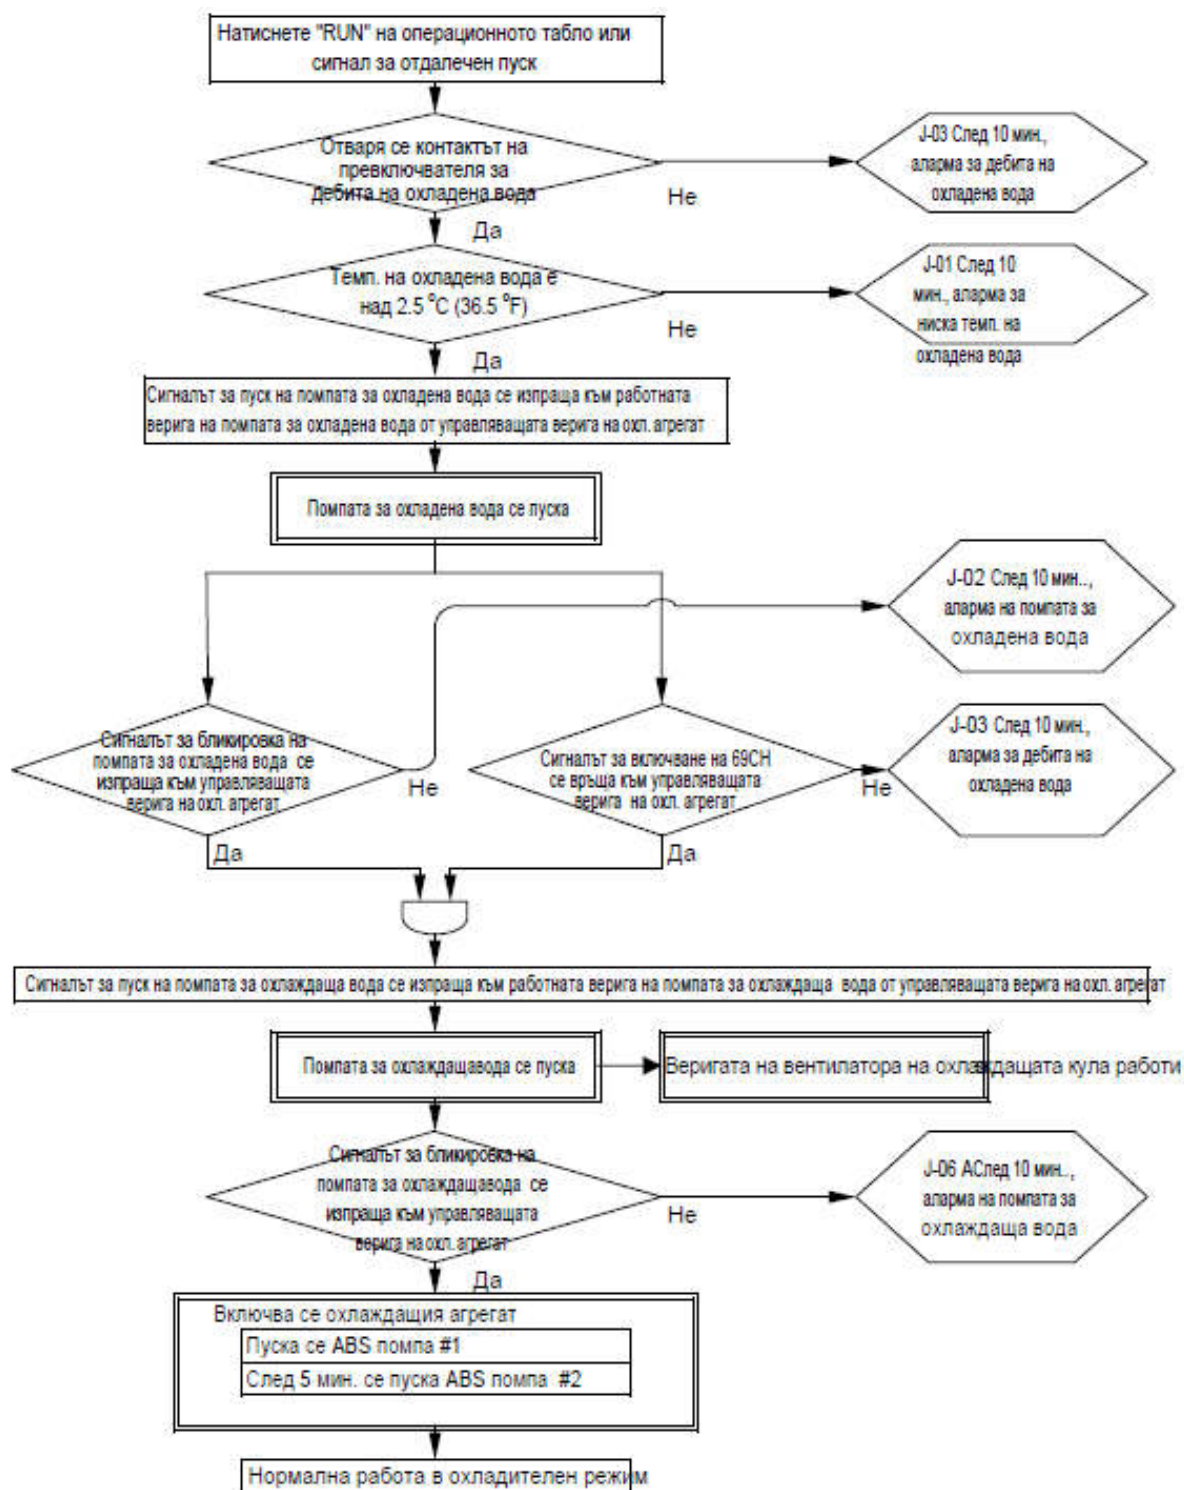 Натиснете "RUN" на операционното табло или
сигнал за отдалечен пуск
Отваря се контактът на
превключвателя за
дебита на охладена вода
Не
J-03 След 10 мин.,
аларма за дебита на
охладена вода
Да
Темп. на охладена вода е
над 2.5 °C (36.5 °F)
Не
J-01 След 10
мин., аларма за
ниска темп. на
охладена вода
Да
Сигналът за пуск на помпата за охладена вода се изпраща към работната
верига на помпата за охладена вода от управляващата верига на охл. агрегат
Помпата за охладена вода се пуска
J-02 След 10 мин..,
аларма на помпата за
охладена вода
Сигналът за бликировка на
помпата за охладена вода се
изпраща към управляващата
верига на охл. агрегат
Не
Сигналът за включване на 69CH
се връща към управляващата
верига на охл. агрегат
Не
J-03 След 10 мин.,
аларма за дебита на
охладена вода
Да
Да
Сигналът за пуск на помпата за охлаждаща вода се изпраща към работната верига на помпата за охлаждаща вода от управляващата верига на охл. агрегат
Помпата за охлаждащавода се пуска
Веригата на вентилатора на охлаждащата кула работи
Сигналът за бликировка на
помпата за охлаждащавода се
изпраща към управляващата
верига на охл. агрегат
Не
J-06 АСлед 10 мин..,
аларма на помпата за
охлаждаща вода
Да
Включва се охлаждащия агрегат
Пуска се ABS помпа #1
След 5 мин. се пуска ABS помпа #2
Нормална работа в охладителен режим